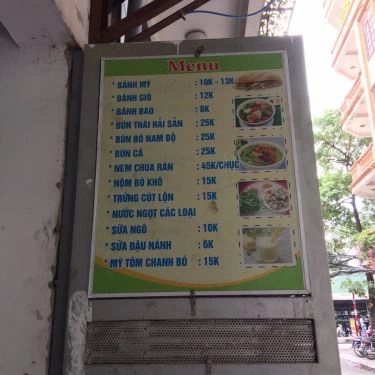 Menu
* BÁNH MỲ : 10K - 13K
* BÁNH GIÒ : 12K
* BÁNH BAO : 8K
* BÚN THÁI HẢI SẢN : 25K
* BÚN BÒ NAM BỘ : 25K
* BÚN CÁ : 25K
* NEM CHUA RÁN : 45K/CHỤC
* NỘM BÒ KHÔ : 15K
* TRỨNG CÚT LỘN : 15K
* NƯỚC NGỌT CÁC LOẠI
* SỮA NGÔ : 10K
* SỮA ĐẬU NÀNH : 6K
* MỲ TÔM CHANH BÒ : 15K